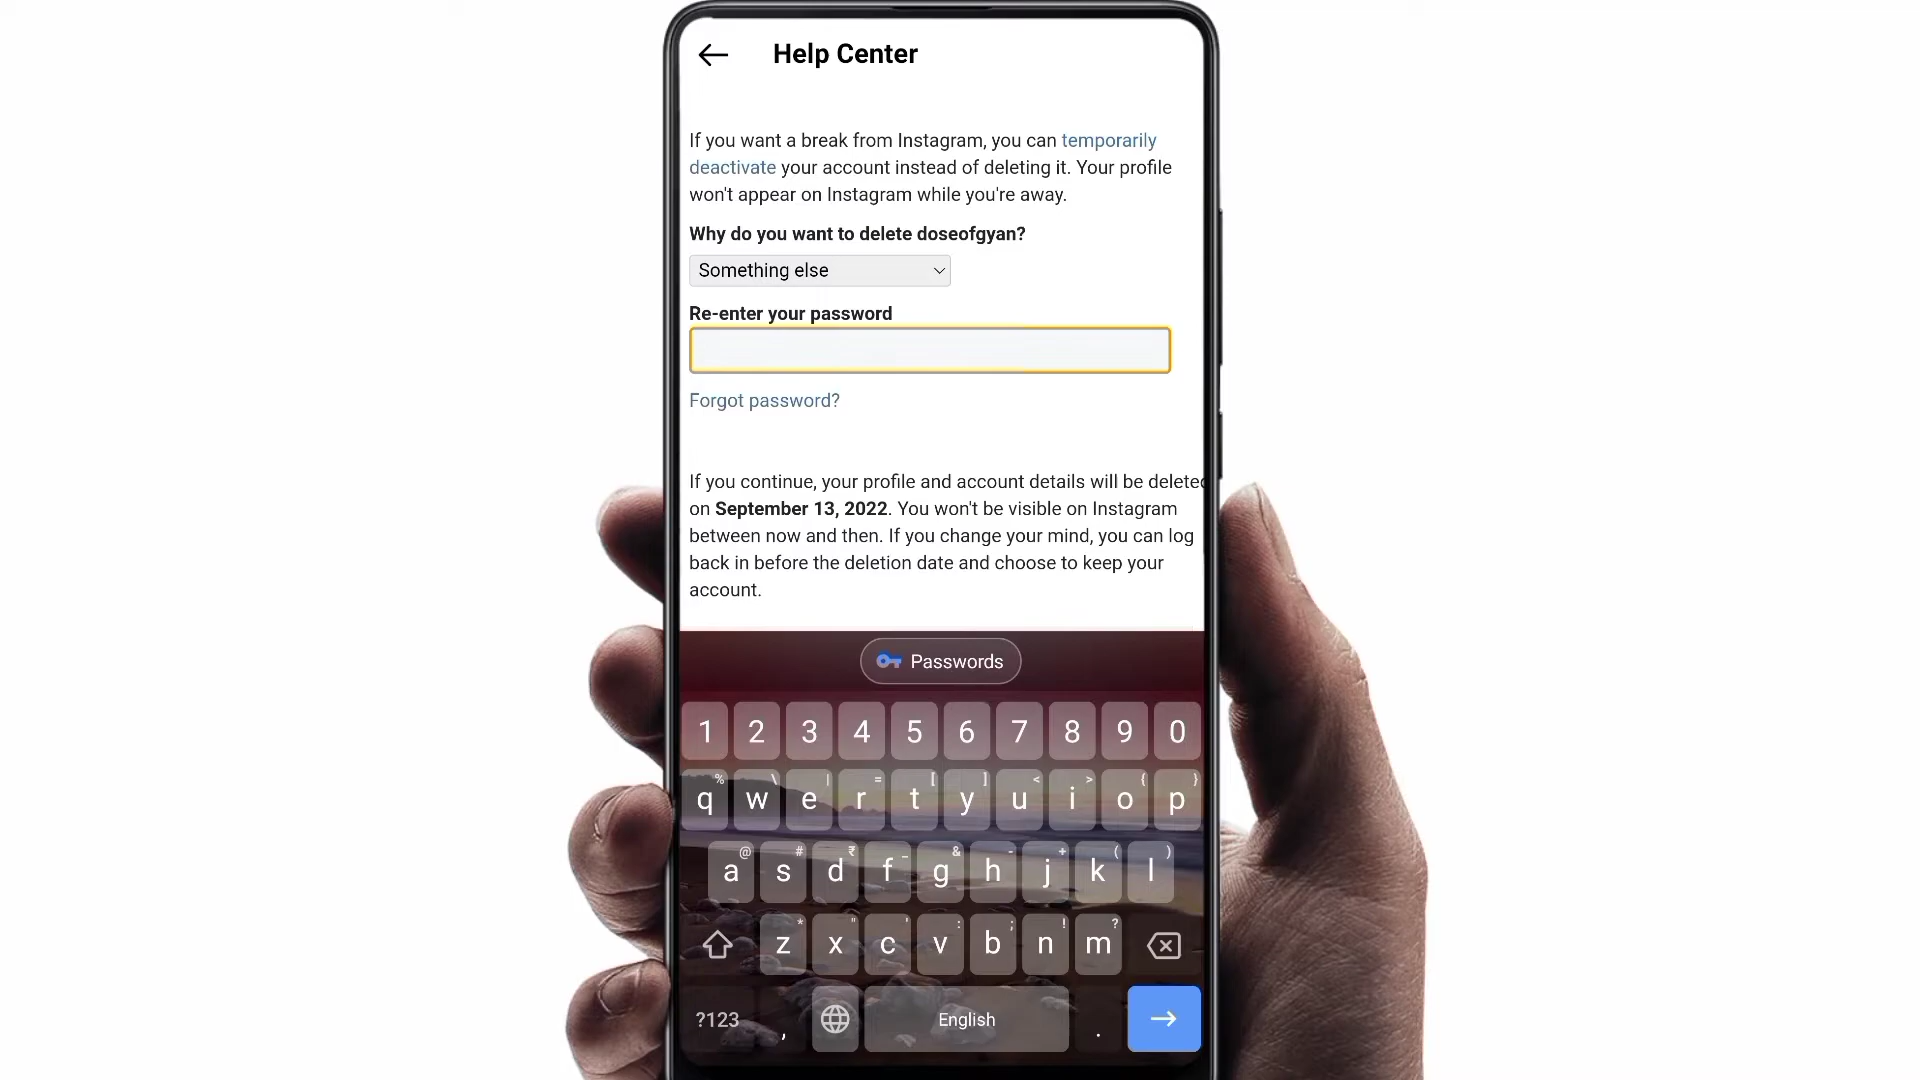 Help Center
If you want a break from Instagram, you can temporarily
deactivate your account instead of deleting it. Your profile
won't appear on Instagram while you're away.
Why do you want to delete doseofgyan?
Something else
Re-enter your password
Forgot password?
If you continue, your profile and account details will be deleted
on September 13, 2022. You won't be visible on Instagram
between now and then. If you change your mind, you can log
back in before the deletion date and choose to keep your
account.
Passwords
1 2 3 4 5 6 7 8 9 0
% \ | = [ ] < > { }
q w e r t y u i o p
@ # ₹ _ & - + ( )
a s d f g h j k l
* " ' : ; ! ?
z x c v b n m
?123 , English .